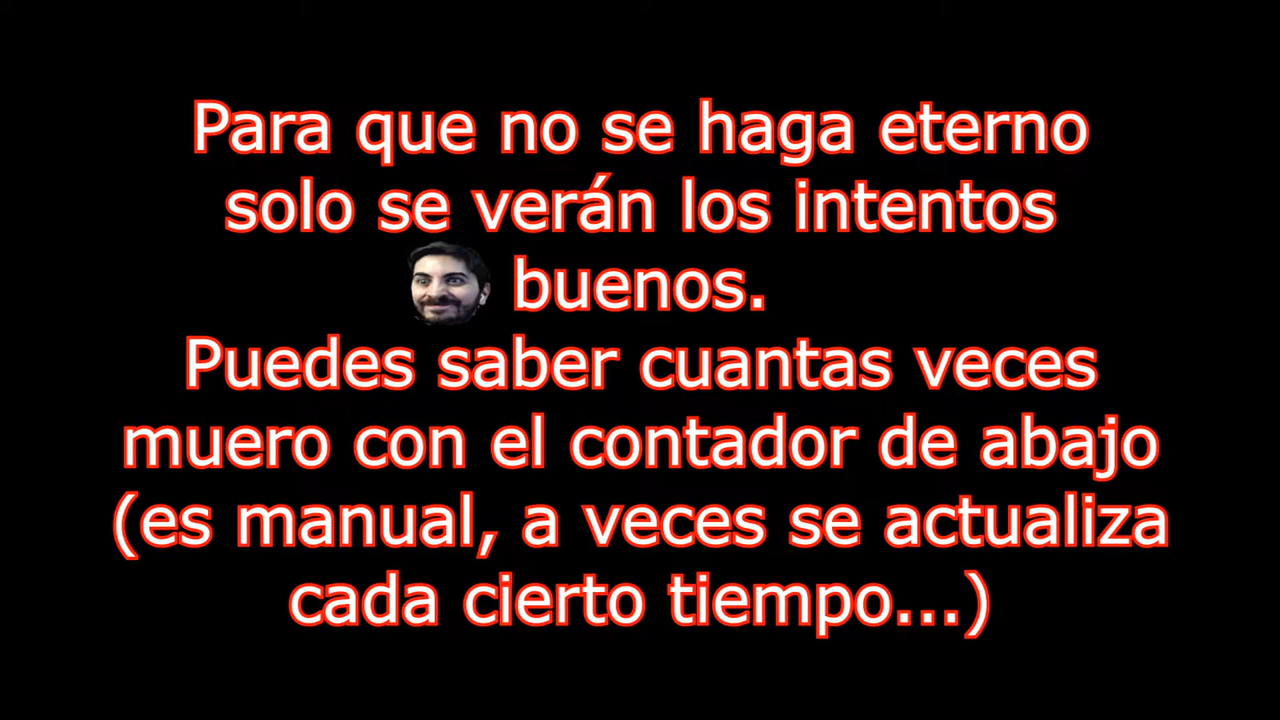 Para que no se haga eterno
solo se verán los intentos
buenos.
Puedes saber cuantas veces
muero con el contador de abajo
(es manual, a veces se actualiza
cada cierto tiempo...)